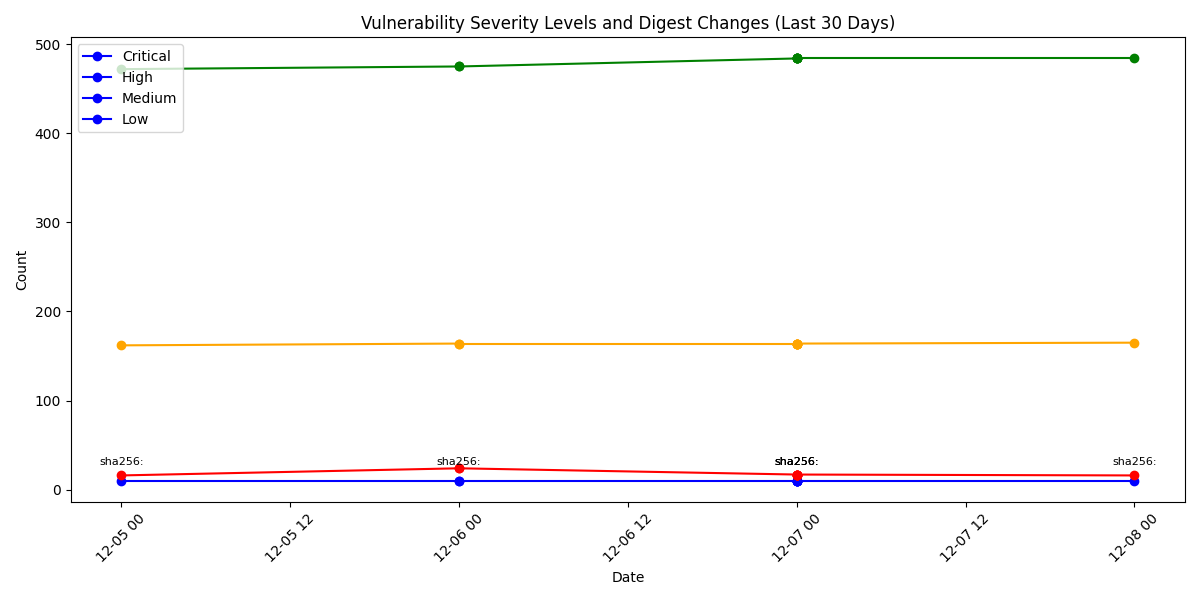 Vulnerability Severity Levels and Digest Changes (Last 30 Days)
Critical
High
Medium
Low
500
400
300
200
100
0
Count
sha256:
sha256:
sha256:
sha256:
12-05 00
12-05 12
12-06 00
12-06 12
12-07 00
12-07 12
12-08 00
Date